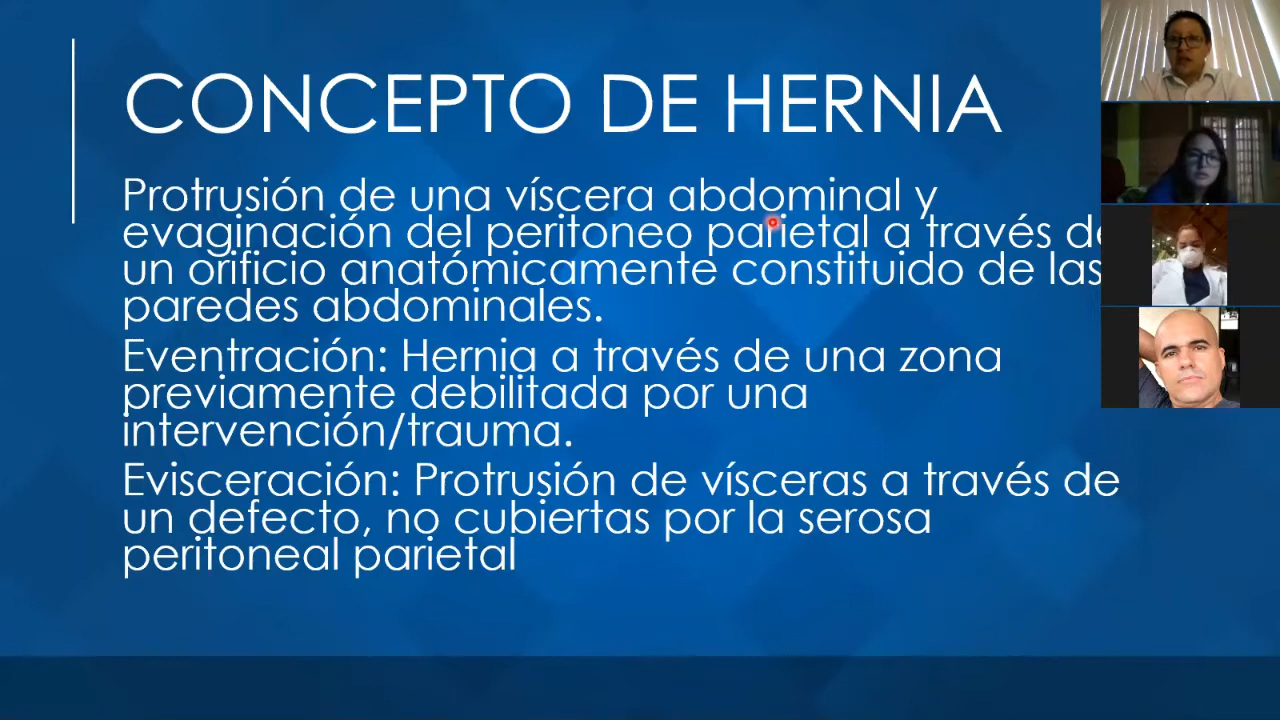 CONCEPTO DE HERNIA
Protrusión de una víscera abdominal y
evaginación del peritoneo parietal a través de
un orificio anatómicamente constituido de las
paredes abdominales.
Eventración: Hernia a través de una zona
previamente debilitada por una
intervención/trauma.
Evisceración: Protrusión de vísceras a través de
un defecto, no cubiertas por la serosa
peritoneal parietal